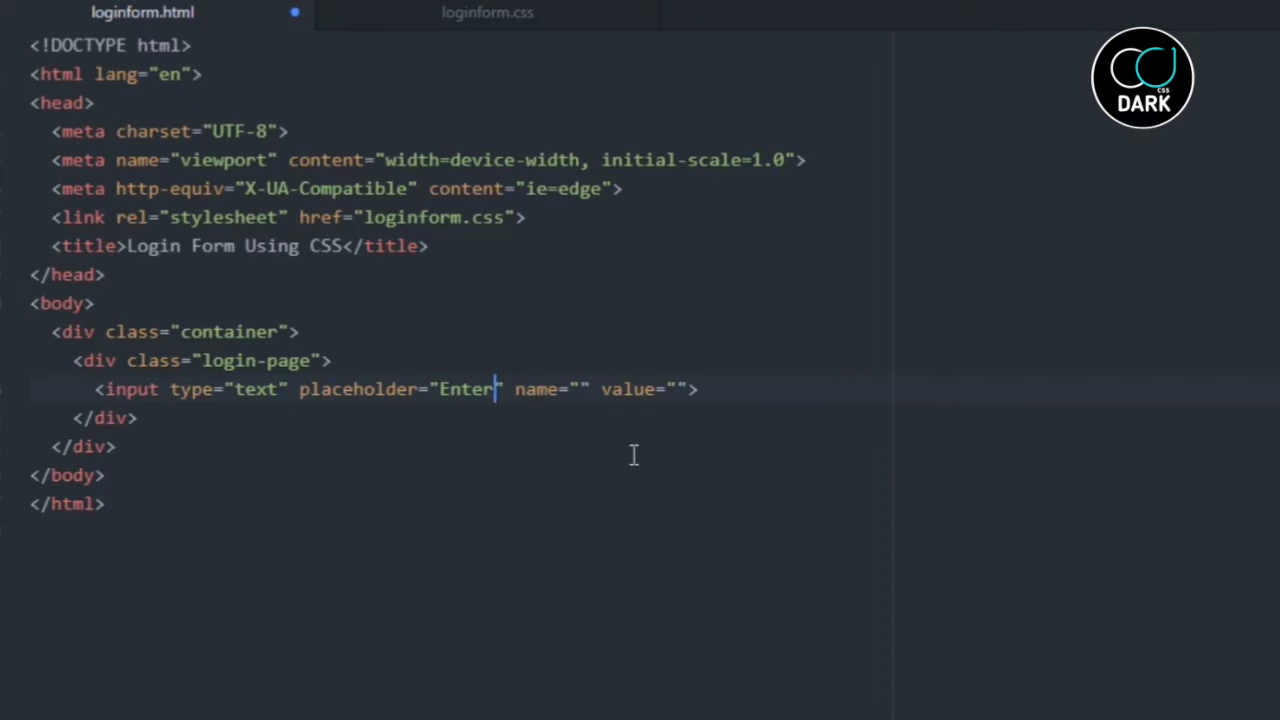 loginform.html
loginform.css
<!DOCTYPE html>
<html lang="en">
<head>
<meta charset="UTF-8">
<meta name="viewport" content="width=device-width, initial-scale=1.0">
<meta http-equiv="X-UA-Compatible" content="ie=edge">
<link rel="stylesheet" href="loginform.css">
<title>Login Form Using CSS</title>
</head>
<body>
<div class="container">
<div class="login-page">
<input type="text" placeholder="Enter" name="" value="">
</div>
</div>
</body>
</html>
css
DARK